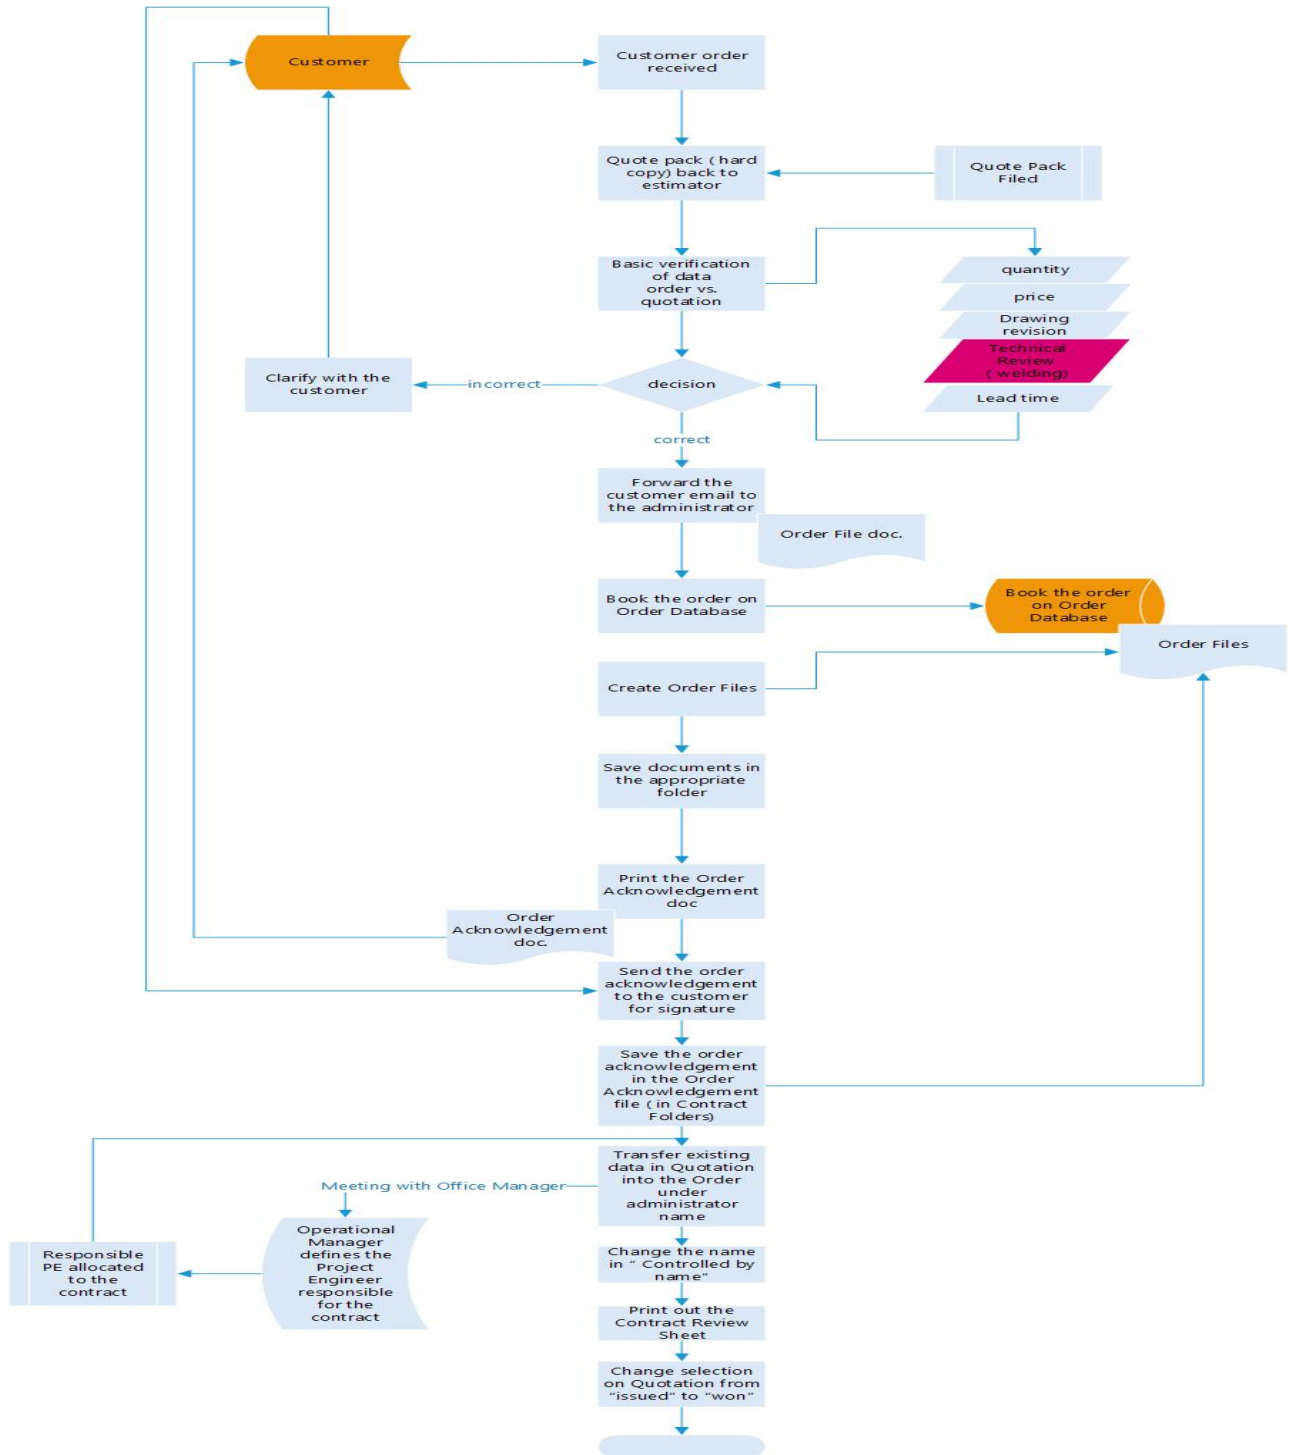 Customer
Customer order
received
Quote pack ( hard
copy) back to
estimator
Quote Pack
Filed
Basic verification
of data
order vs.
quotation
quantity
price
Drawing
revision
Technical
Review
( welding)
Lead time
Clarify with the
customer
incorrect
decision
correct
Forward the
customer email to
the administrator
Order File doc.
Book the order on
Order Database
Book the order
on Order
Database
Order Files
Create Order Files
Save documents in
the appropriate
folder
Print the Order
Acknowledgement
doc
Order
Acknowledgement
doc.
Send the order
acknowledgement
to the customer
for signature
Save the order
acknowledgement
in the Order
Acknowledgement
file ( in Contract
Folders)
Transfer existing
data in Quotation
into the Order
under
administrator
name
Meeting with Office Manager
Operational
Manager
defines the
Project
Engineer
responsible
for the
contract
Responsible
PE allocated
to the
contract
Change the name
in “ Controlled by
name”
Print out the
Contract Review
Sheet
Change selection
on Quotation from
“issued” to “won”